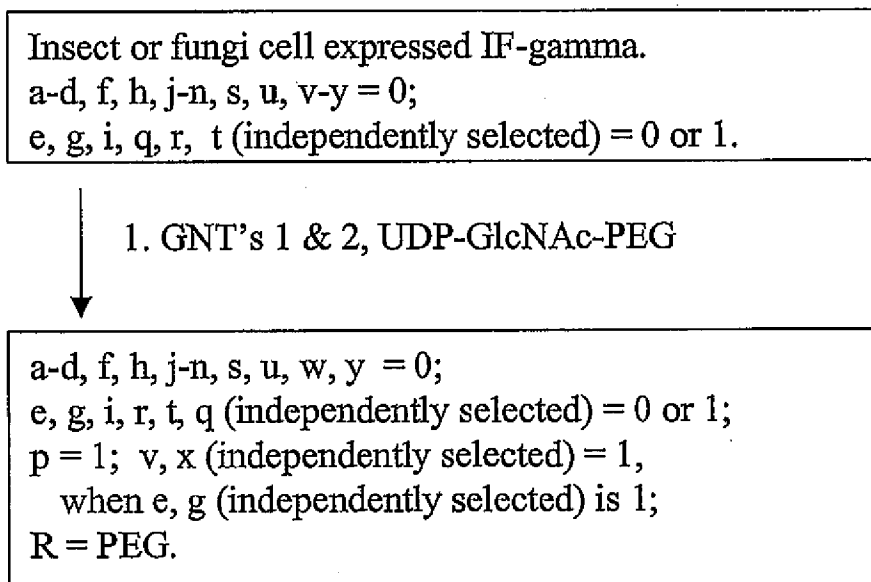 Insect or fungi cell expressed IF-gamma.
a-d, f, h, j-n, s, u, v-y = 0;
e, g, i, q, r, t (independently selected) = 0 or 1.
1. GNT's 1 & 2, UDP-GlcNAc-PEG
a-d, f, h, j-n, s, u, w, y = 0;
e, g, i, r, t, q (independently selected) = 0 or 1;
p = 1; v, x (independently selected) = 1,
when e, g (independently selected) is 1;
R = PEG.